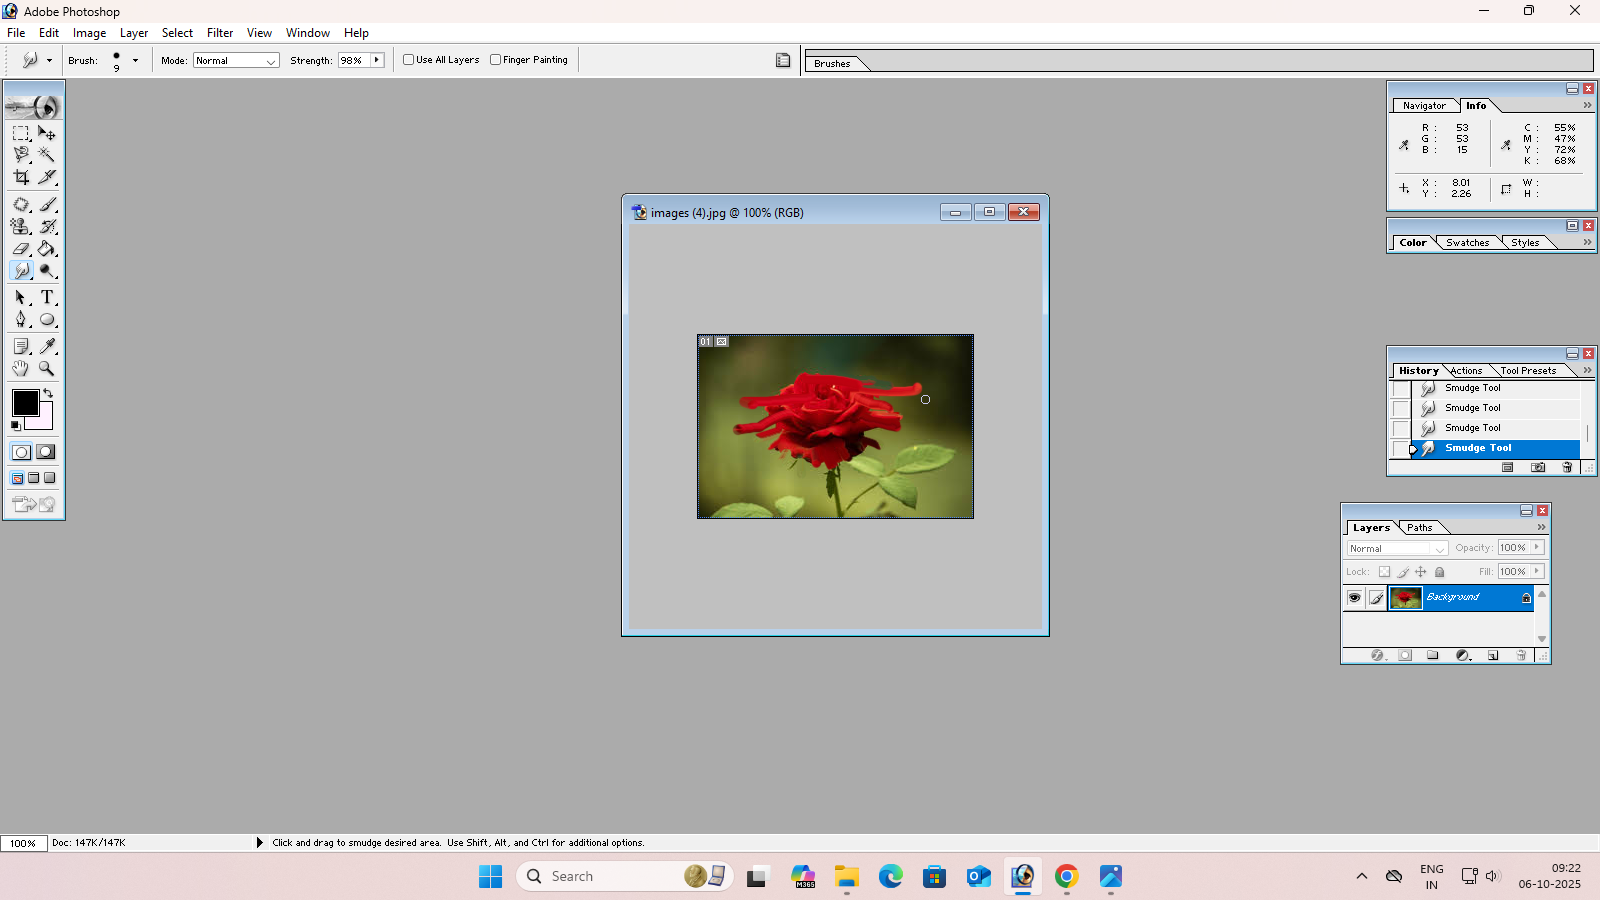 Adobe Photoshop
File Edit Image Layer Select Filter View Window Help
Brush: 9 Mode: Normal Strength: 98% Use All Layers Finger Painting Brushes
Navigator Info
R : 53 C : 55%
G : 53 M : 47%
B : 15 Y : 72%
K : 68%
X : 8.01 W :
Y : 2.26 H :
images (4).jpg @ 100% (RGB)
Color Swatches Styles
01
T
History Actions Tool Presets
Smudge Tool
Smudge Tool
Smudge Tool
Smudge Tool
Layers Paths
Normal Opacity: 100%
Lock: Fill: 100%
Background
100% Doc: 147K/147K Click and drag to smudge desired area. Use Shift, Alt, and Ctrl for additional options.
Search M365 ENG IN 09:22
06-10-2025